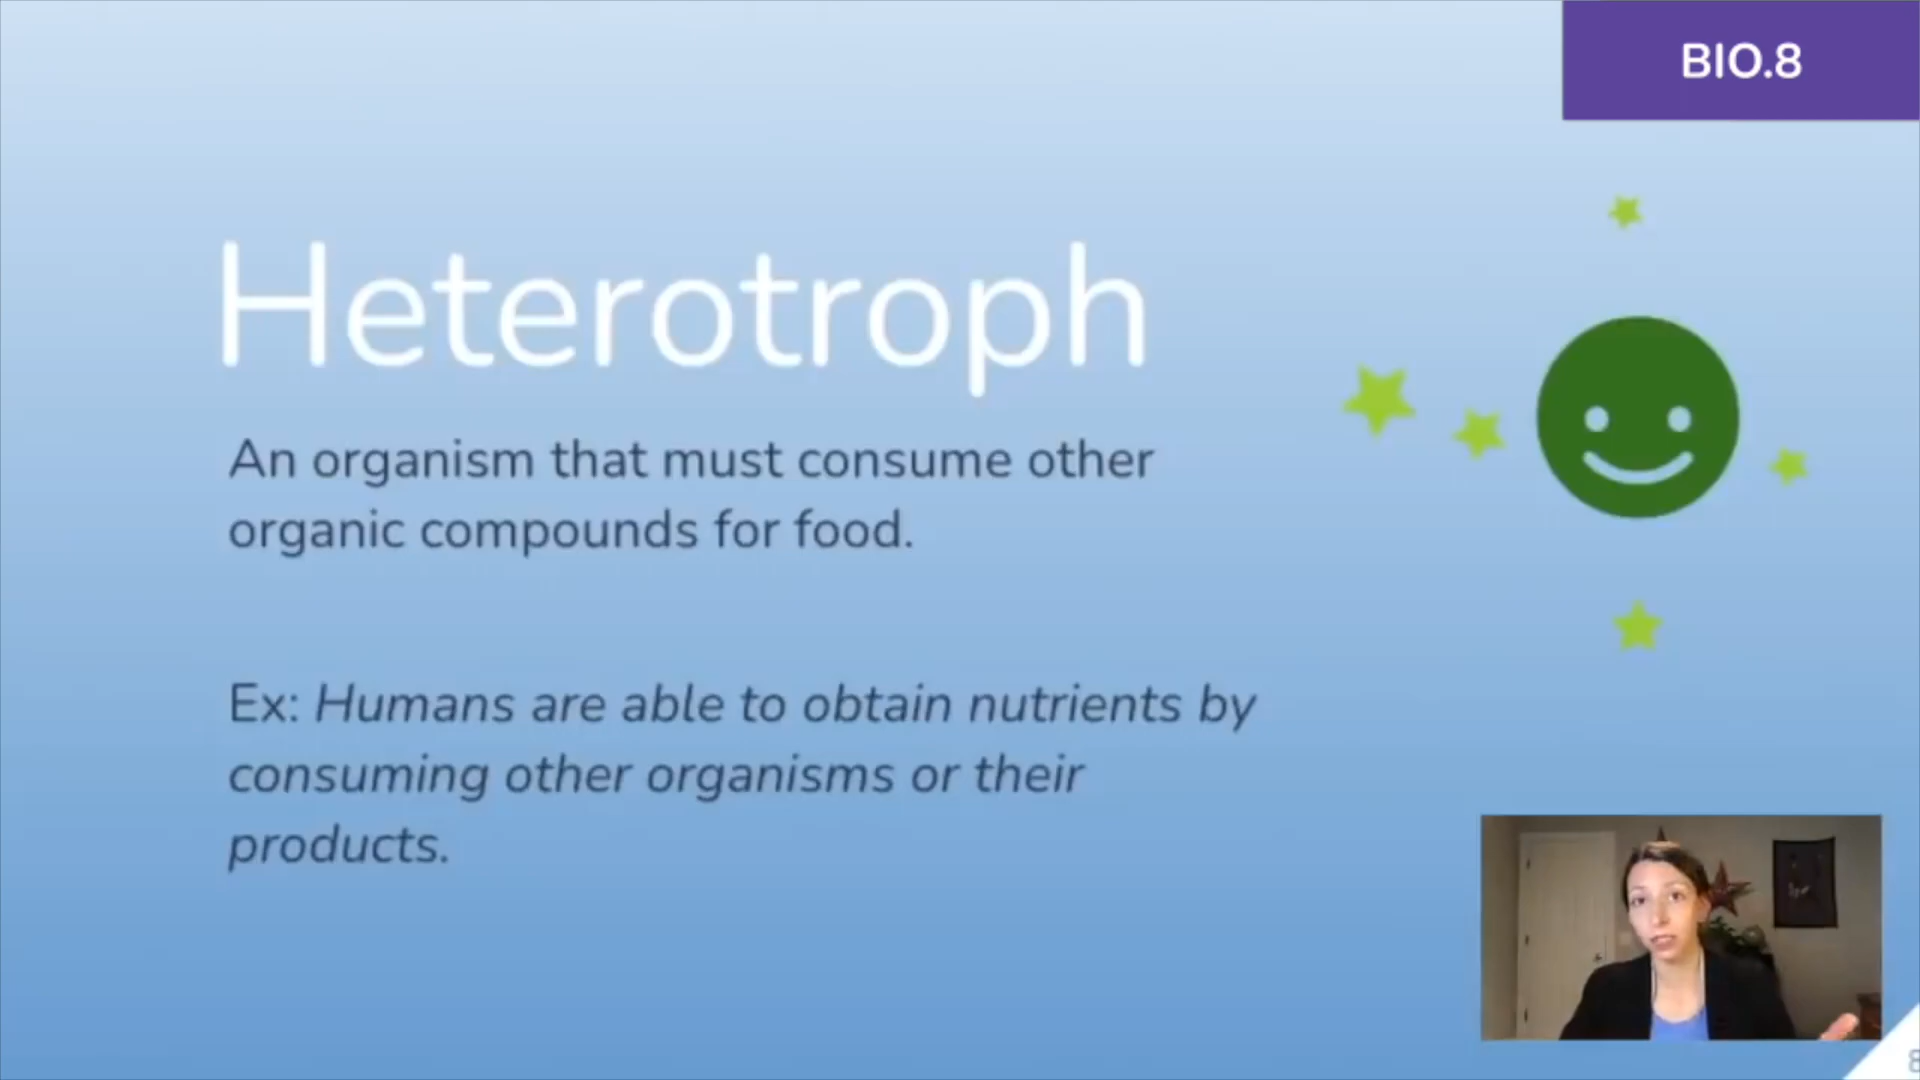 BIO.8
Heterotroph
An organism that must consume other
organic compounds for food.
Ex: Humans are able to obtain nutrients by
consuming other organisms or their
products.
8